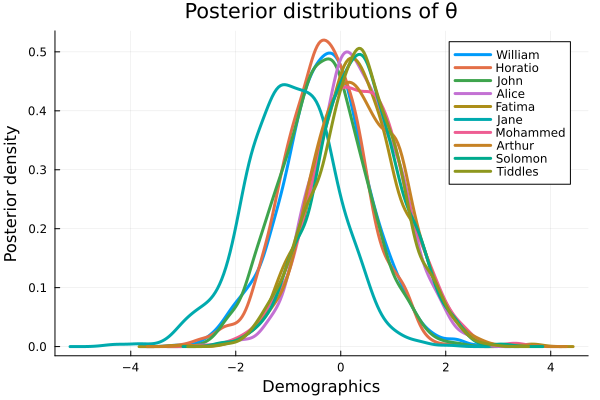 Posterior distributions of θ
Posterior density
0.5
0.4
0.3
0.2
0.1
0.0
William
Horatio
John
Alice
Fatima
Jane
Mohammed
Arthur
Solomon
Tiddles
−4
−2
0
2
4
Demographics